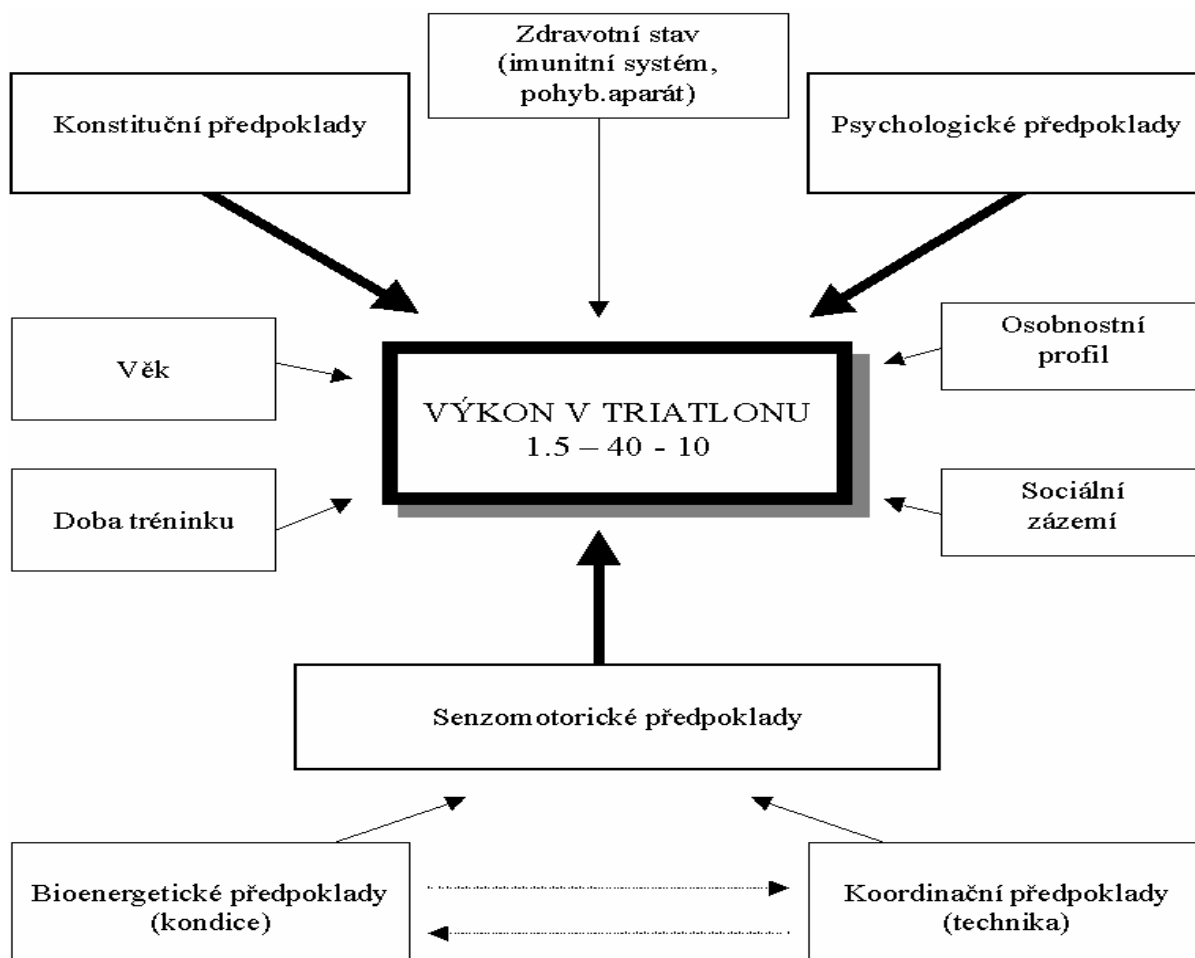 Zdravotní stav
(imunitní systém,
pohyb.aparát)
Konstituční předpoklady
Psychologické předpoklady
Věk
Osobnostní
profil
VÝKON V TRIATLONU
1.5 – 40 - 10
Doba tréninku
Sociální
zázemí
Senzomotorické předpoklady
Bioenergetické předpoklady
(kondice)
Koordinační předpoklady
(technika)